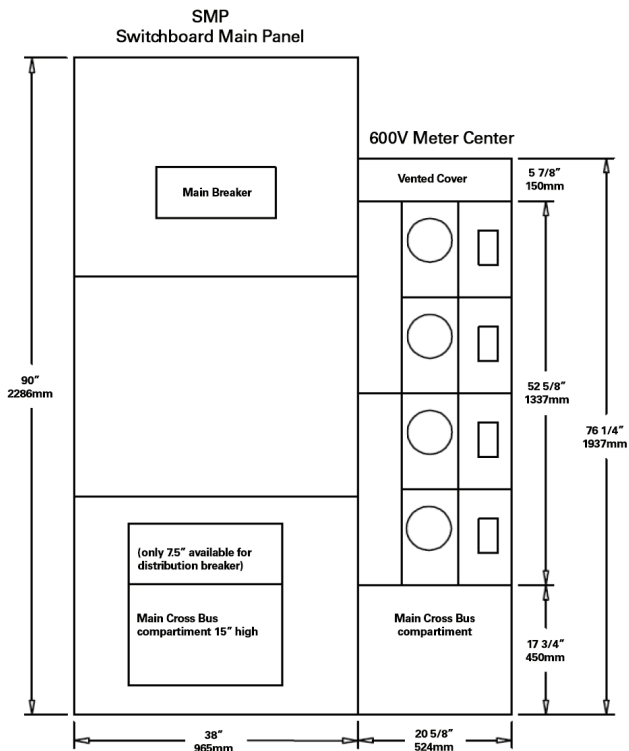 SMP
Switchboard Main Panel
600V Meter Center
Main Breaker
Vented Cover
5 7/8"
150mm
90"
2286mm
52 5/8"
1337mm
76 1/4"
1937mm
(only 7.5" available for
distribution breaker)
Main Cross Bus
compartment 15" high
Main Cross Bus
compartment
17 3/4"
450mm
38"
965mm
20 5/8"
524mm